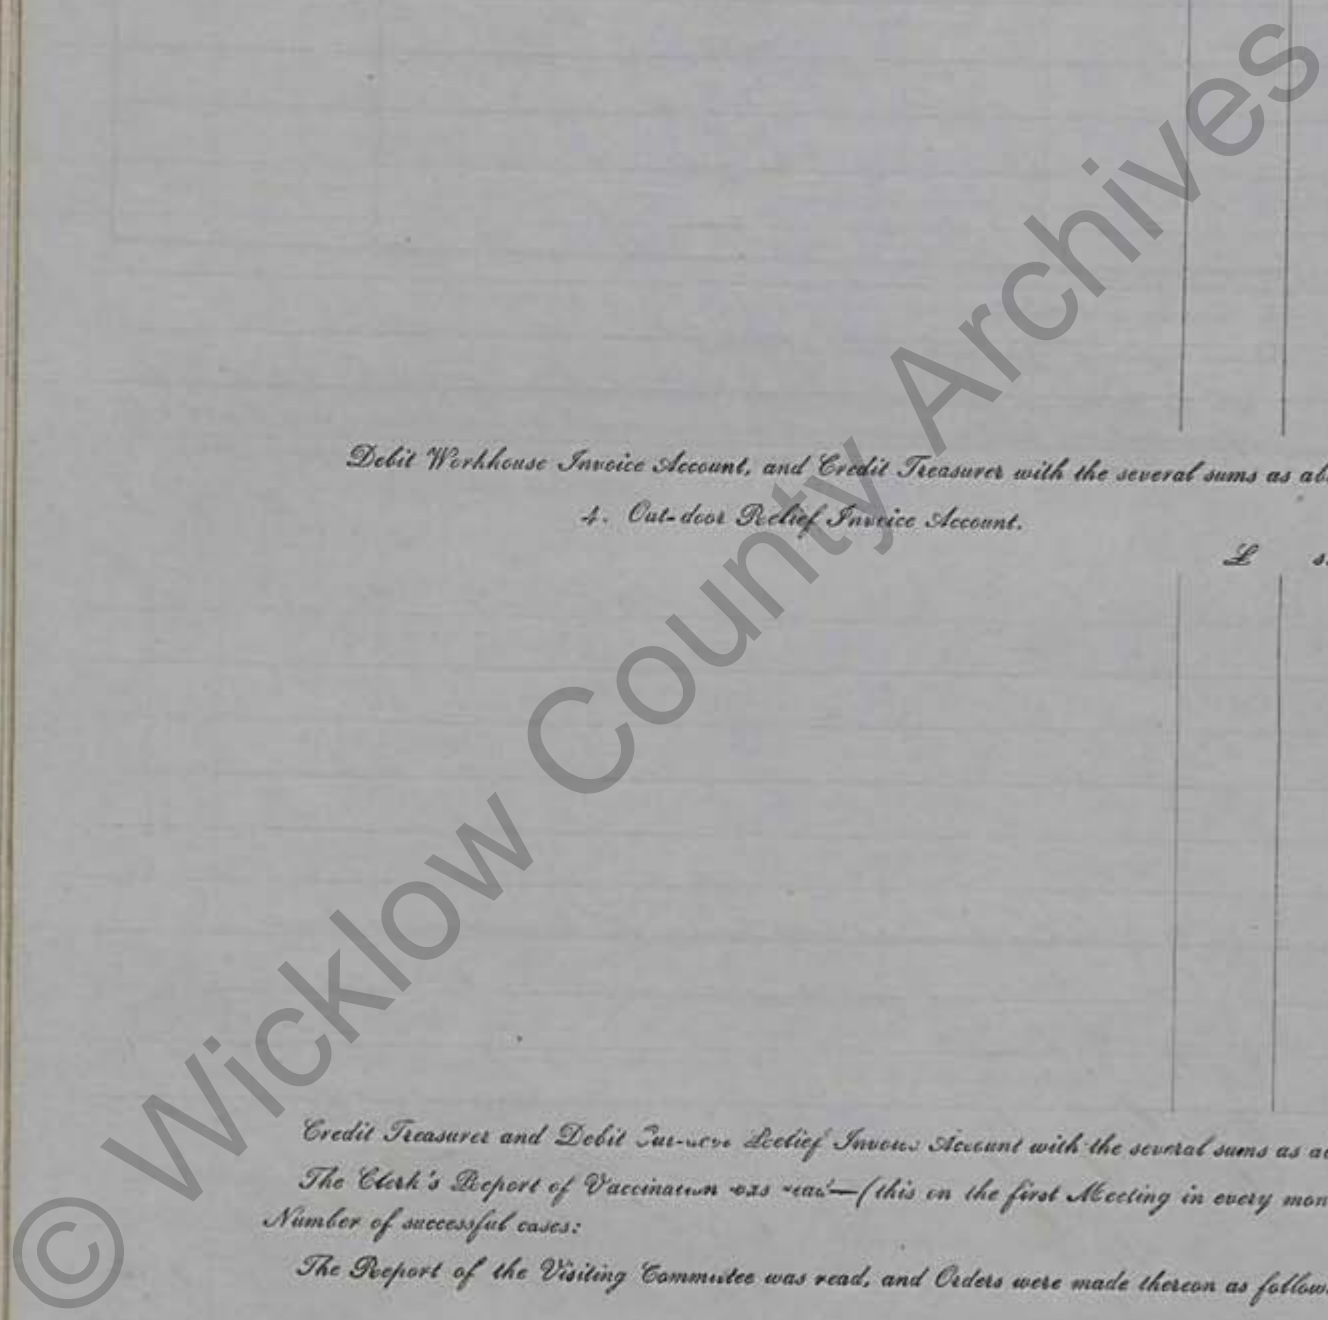 Debit Workhouse Invoice Account, and Credit Treasurer with the several sums as ab
4. Out-door Relief Invoice Account.
£ s.
Credit Treasurer and Debit Relief Invoice Account with the several sums as a
The Clerk's Report of Vaccination was read—(this on the first Meeting in every mon
Number of successful cases:
The Report of the Visiting Committee was read, and Orders were made thereon as follow
© Wicklow County Archives